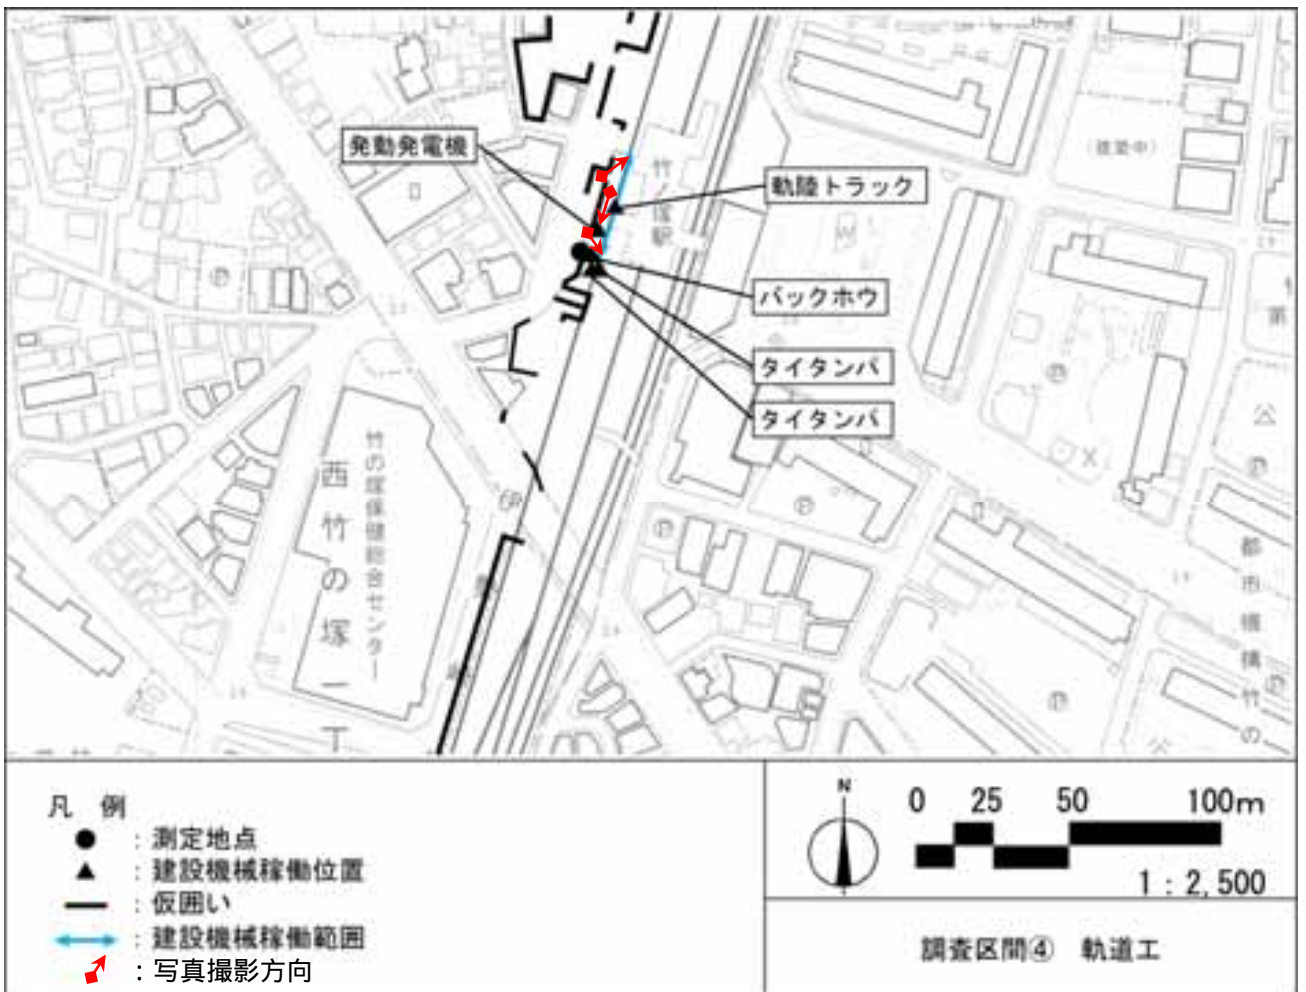 発動発電機
軌陸トラック
バックホウ
タイタンパ
タイタンパ
竹ノ塚駅
(建築中)
竹の塚保健総合センター
西竹の塚一丁
都市機構竹の
凡 例
: 測定地点
: 建設機械稼働位置
: 仮囲い
: 建設機械稼働範囲
: 写真撮影方向
N
0 25 50 100m
1 : 2,500
調査区間④ 軌道工